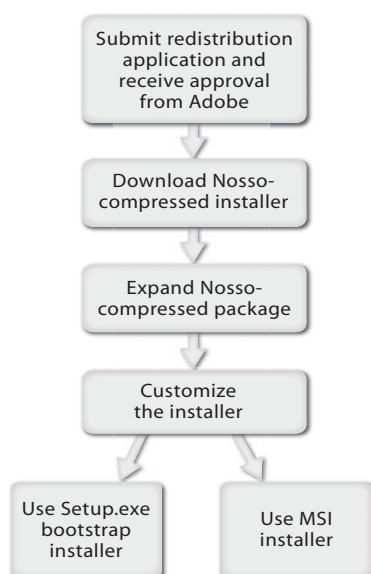 Submit redistribution
application and
receive approval
from Adobe
Download Nosso-
compressed installer
Expand Nosso-
compressed package
Customize
the installer
Use Setup.exe
bootstrap
installer
Use MSI
installer